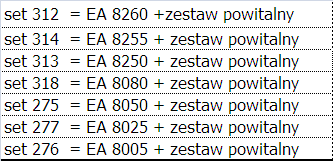 set 312  = EA 8260 +zestaw powitalny
set 314  = EA 8255 + zestaw powitalny
set 313  = EA 8250 + zestaw powitalny
set 318  = EA 8080 + zestaw powitalny
set 275  = EA 8050 + zestaw powitalny
set 277  = EA 8025 + zestaw powitalny
set 276  = EA 8005 + zestaw powitalny